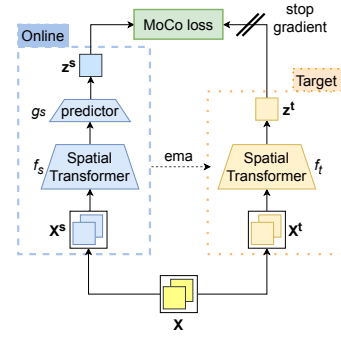 MoCo loss
stop
gradient
Online
Target
z^s
z^t
g_s
predictor
f_s
Spatial
Transformer
ema
Spatial
Transformer
f_t
X^s
X^t
X